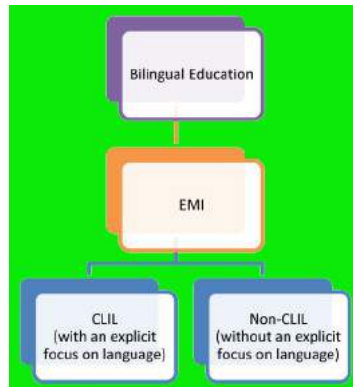 Bilingual Education
EMI
CLIL
(with an explicit
focus on language)
Non-CLIL
(without an explicit
focus on language)